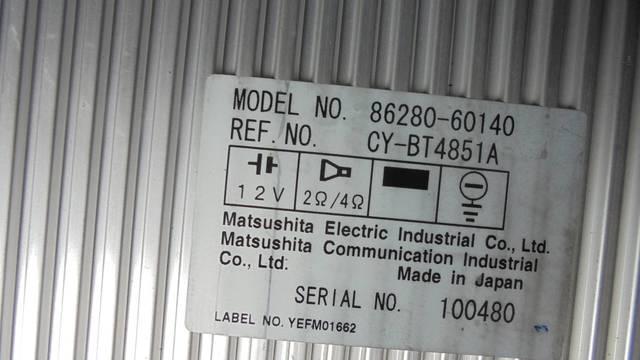 MODEL NO. 86280-60140
REF. NO. CY-BT4851A
12V 2Ω/4Ω
Matsushita Electric Industrial Co., Ltd.
Matsushita Communication Industrial
Co., Ltd. Made in Japan
SERIAL NO. 100480
LABEL NO. YEFM01662